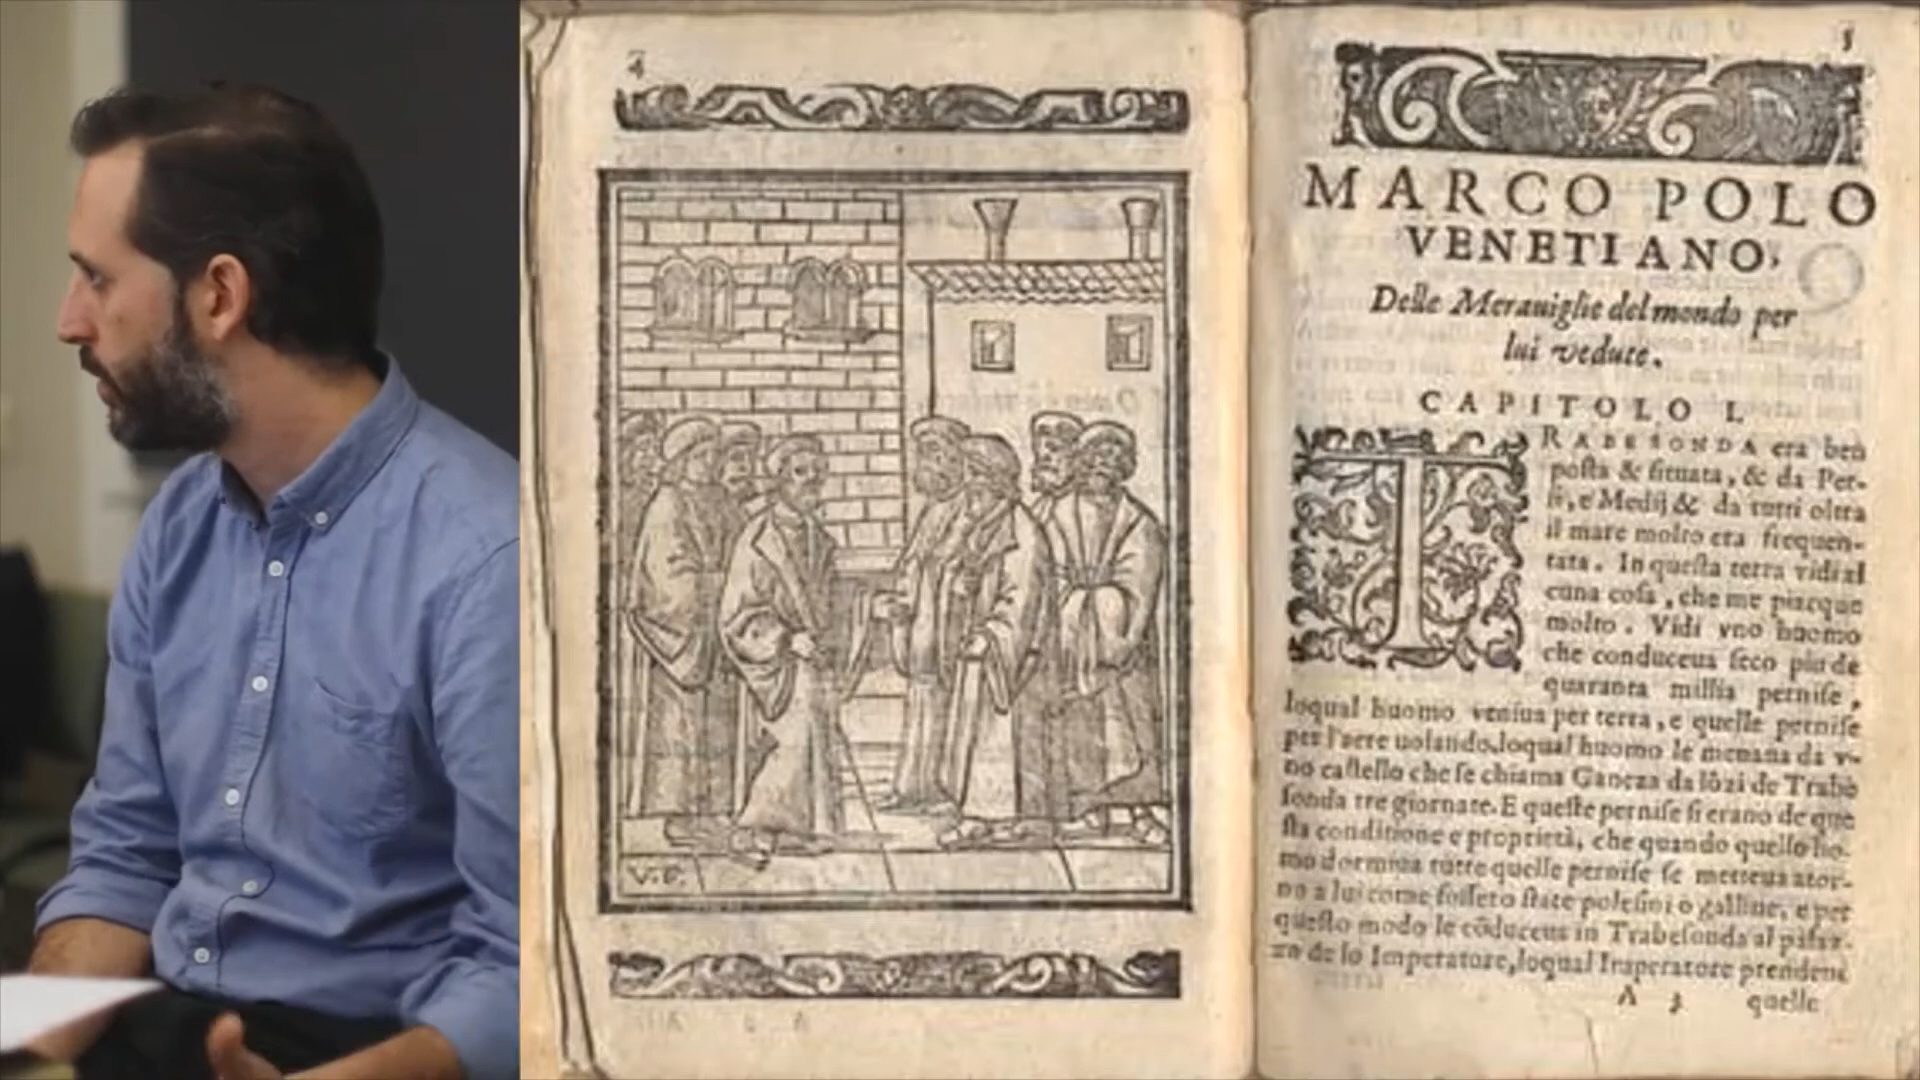 4
V.C.
5
MARCO POLO
VENETIANO,
Delle Merauiglie del mondo per
lui vedute.
CAPITOLO I.
TRABESONDA era ben
posta & situata, & da Per-
si, e Medij & da tutti oltra
il mare molto era frequen-
tata. In questa terra vidi al
cuna cosa, che me piacque
molto. Vidi vno huomo
che conduceua seco piu de
quaranta millia pernise,
loqual huomo veniua per terra, e quelle pernise
per l'aere uolando, loqual huomo le menaua da v-
no castello che se chiama Ganeza da lõzi de Trabe
sonda tre giornate. E queste pernise si erano de que
sta conditione e proprietà, che quando quello ho-
mo dormiua tutte quelle pernise se metteua ator-
no a lui come fossero state polesini o galline, e per
questo modo le cõduceua in Trabesonda al palaz-
zo de lo Imperatore, loqual Imperatore prendeua
A 3 quelle